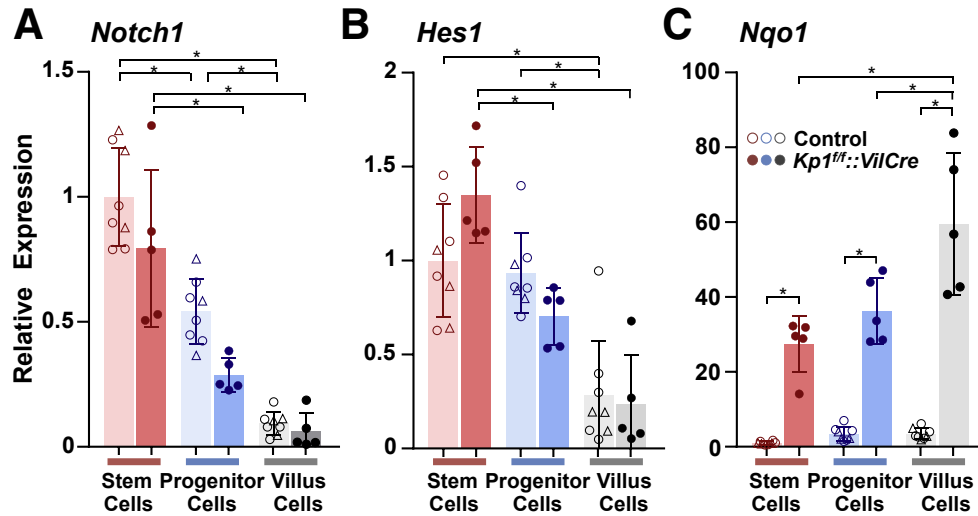 A Notch1
*
* *
*
*
1.5
1
0.5
0
Relative Expression
Stem Cells
Progenitor Cells
Villus Cells
B Hes1
*
*
*
*
2
1.5
1
0.5
0
Stem Cells
Progenitor Cells
Villus Cells
C Nqo1
*
*
*
*
*
100
80
60
40
20
0
Control
Kp1f/f::VilCre
Stem Cells
Progenitor Cells
Villus Cells